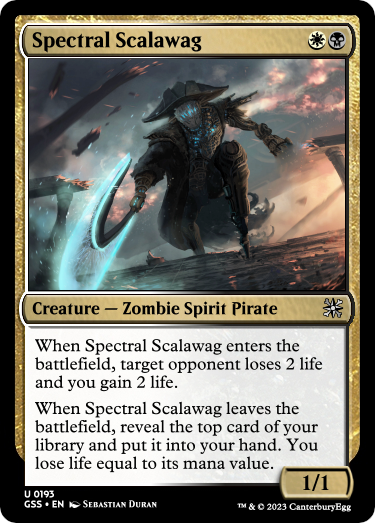 Spectral Scalawag
Creature — Zombie Spirit Pirate
When Spectral Scalawag enters the
battlefield, target opponent loses 2 life
and you gain 2 life.
When Spectral Scalawag leaves the
battlefield, reveal the top card of your
library and put it into your hand. You
lose life equal to its mana value.
1/1
U 0193
GSS • EN Sebastian Duran
™ & © 2023 CanterburyEgg